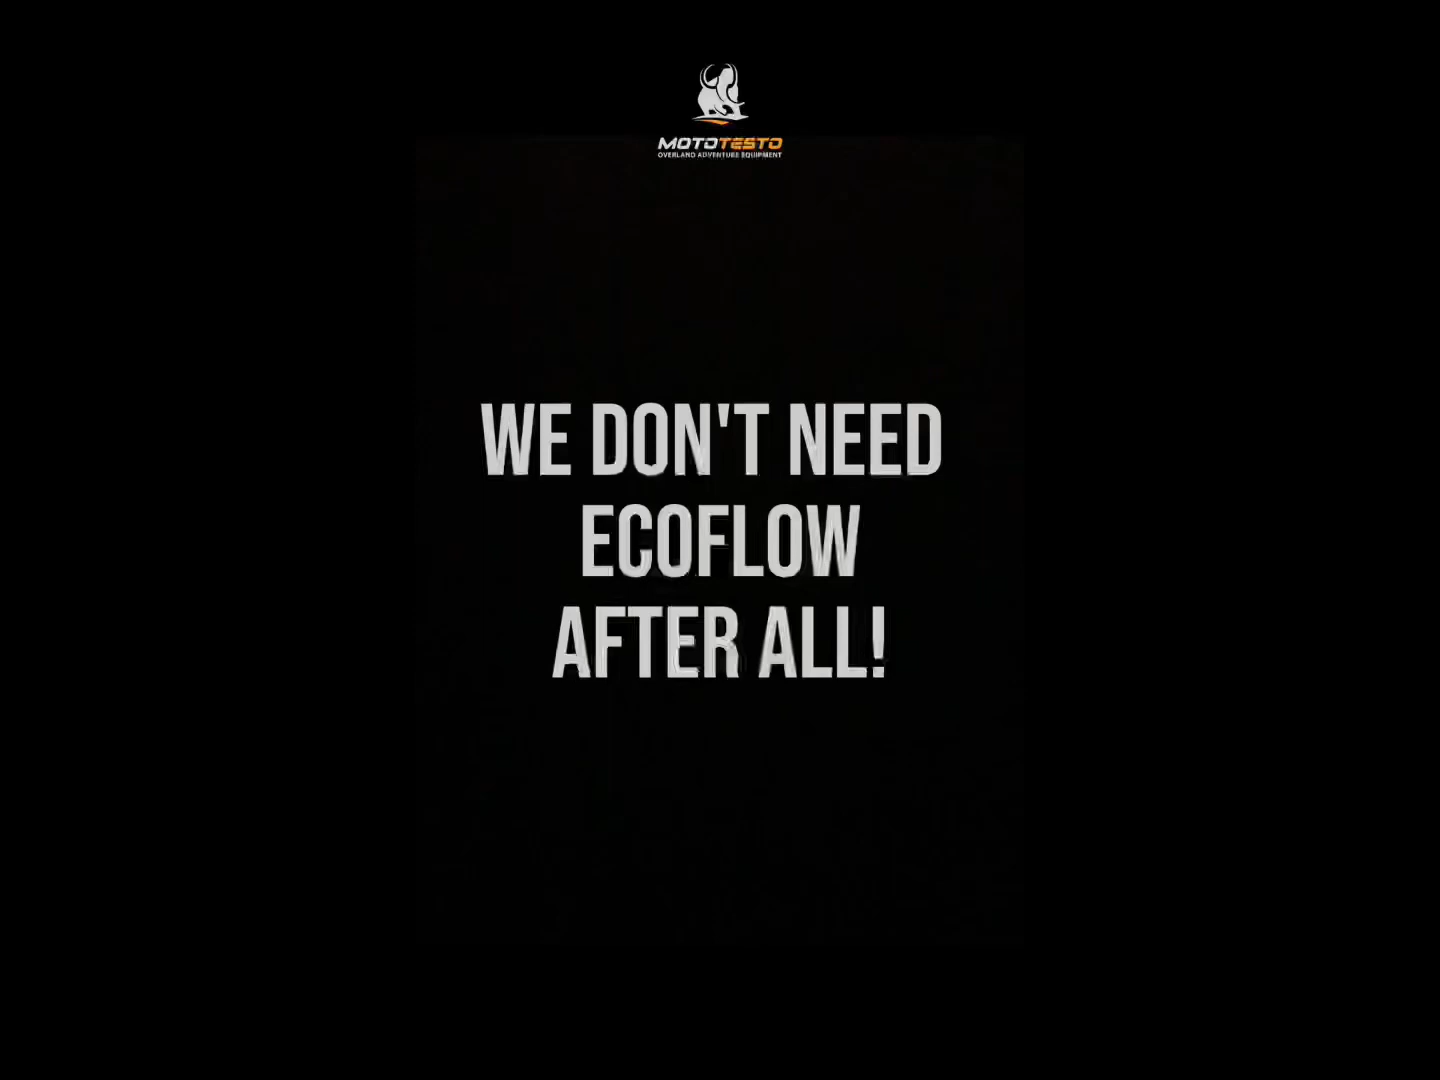 MOTOTESTO
OVERLAND ADVENTURE EQUIPMENT
WE DON'T NEED
ECOFLOW
AFTER ALL!